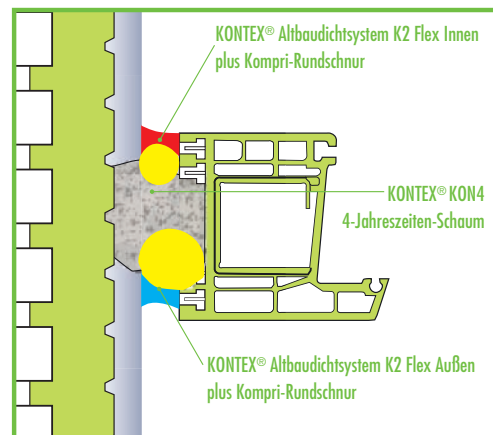 KONTEX® Altbaudichtsystem K2 Flex Innen
plus Kompri-Rundschnur
KONTEX® KON4
4-Jahreszeiten-Schaum
KONTEX® Altbaudichtsystem K2 Flex Außen
plus Kompri-Rundschnur